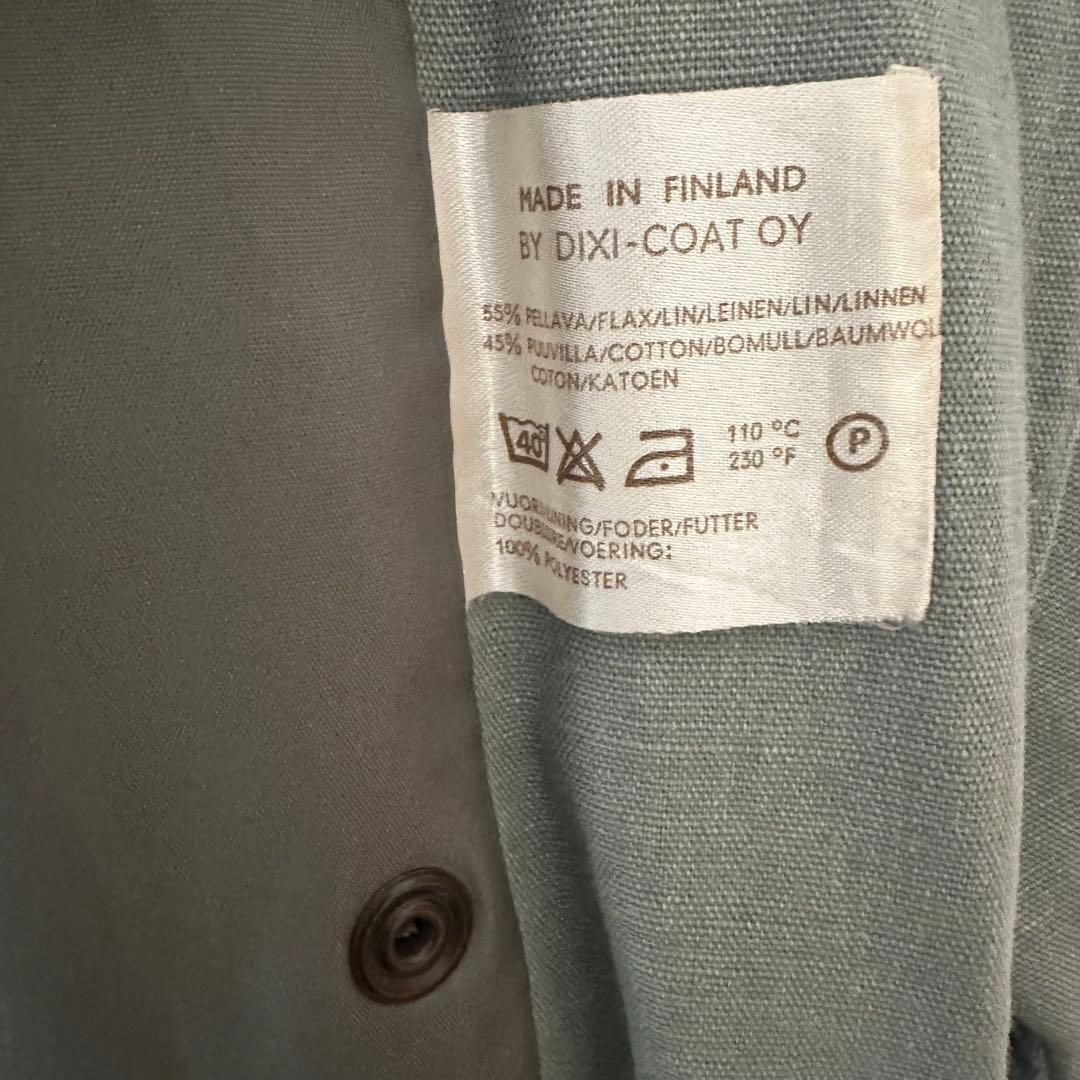 MADE IN FINLAND
BY DIXI-COAT OY
55% PELLAVA/FLAX/LIN/LEINEN/LIN/LINNEN
45% PUUVILLA/COTTON/BOMULL/BAUMWOL
COTON/KATOEN
40° 110 °C P
230 °F
FODER/FUTTER
VOERING:
100% POLYESTER